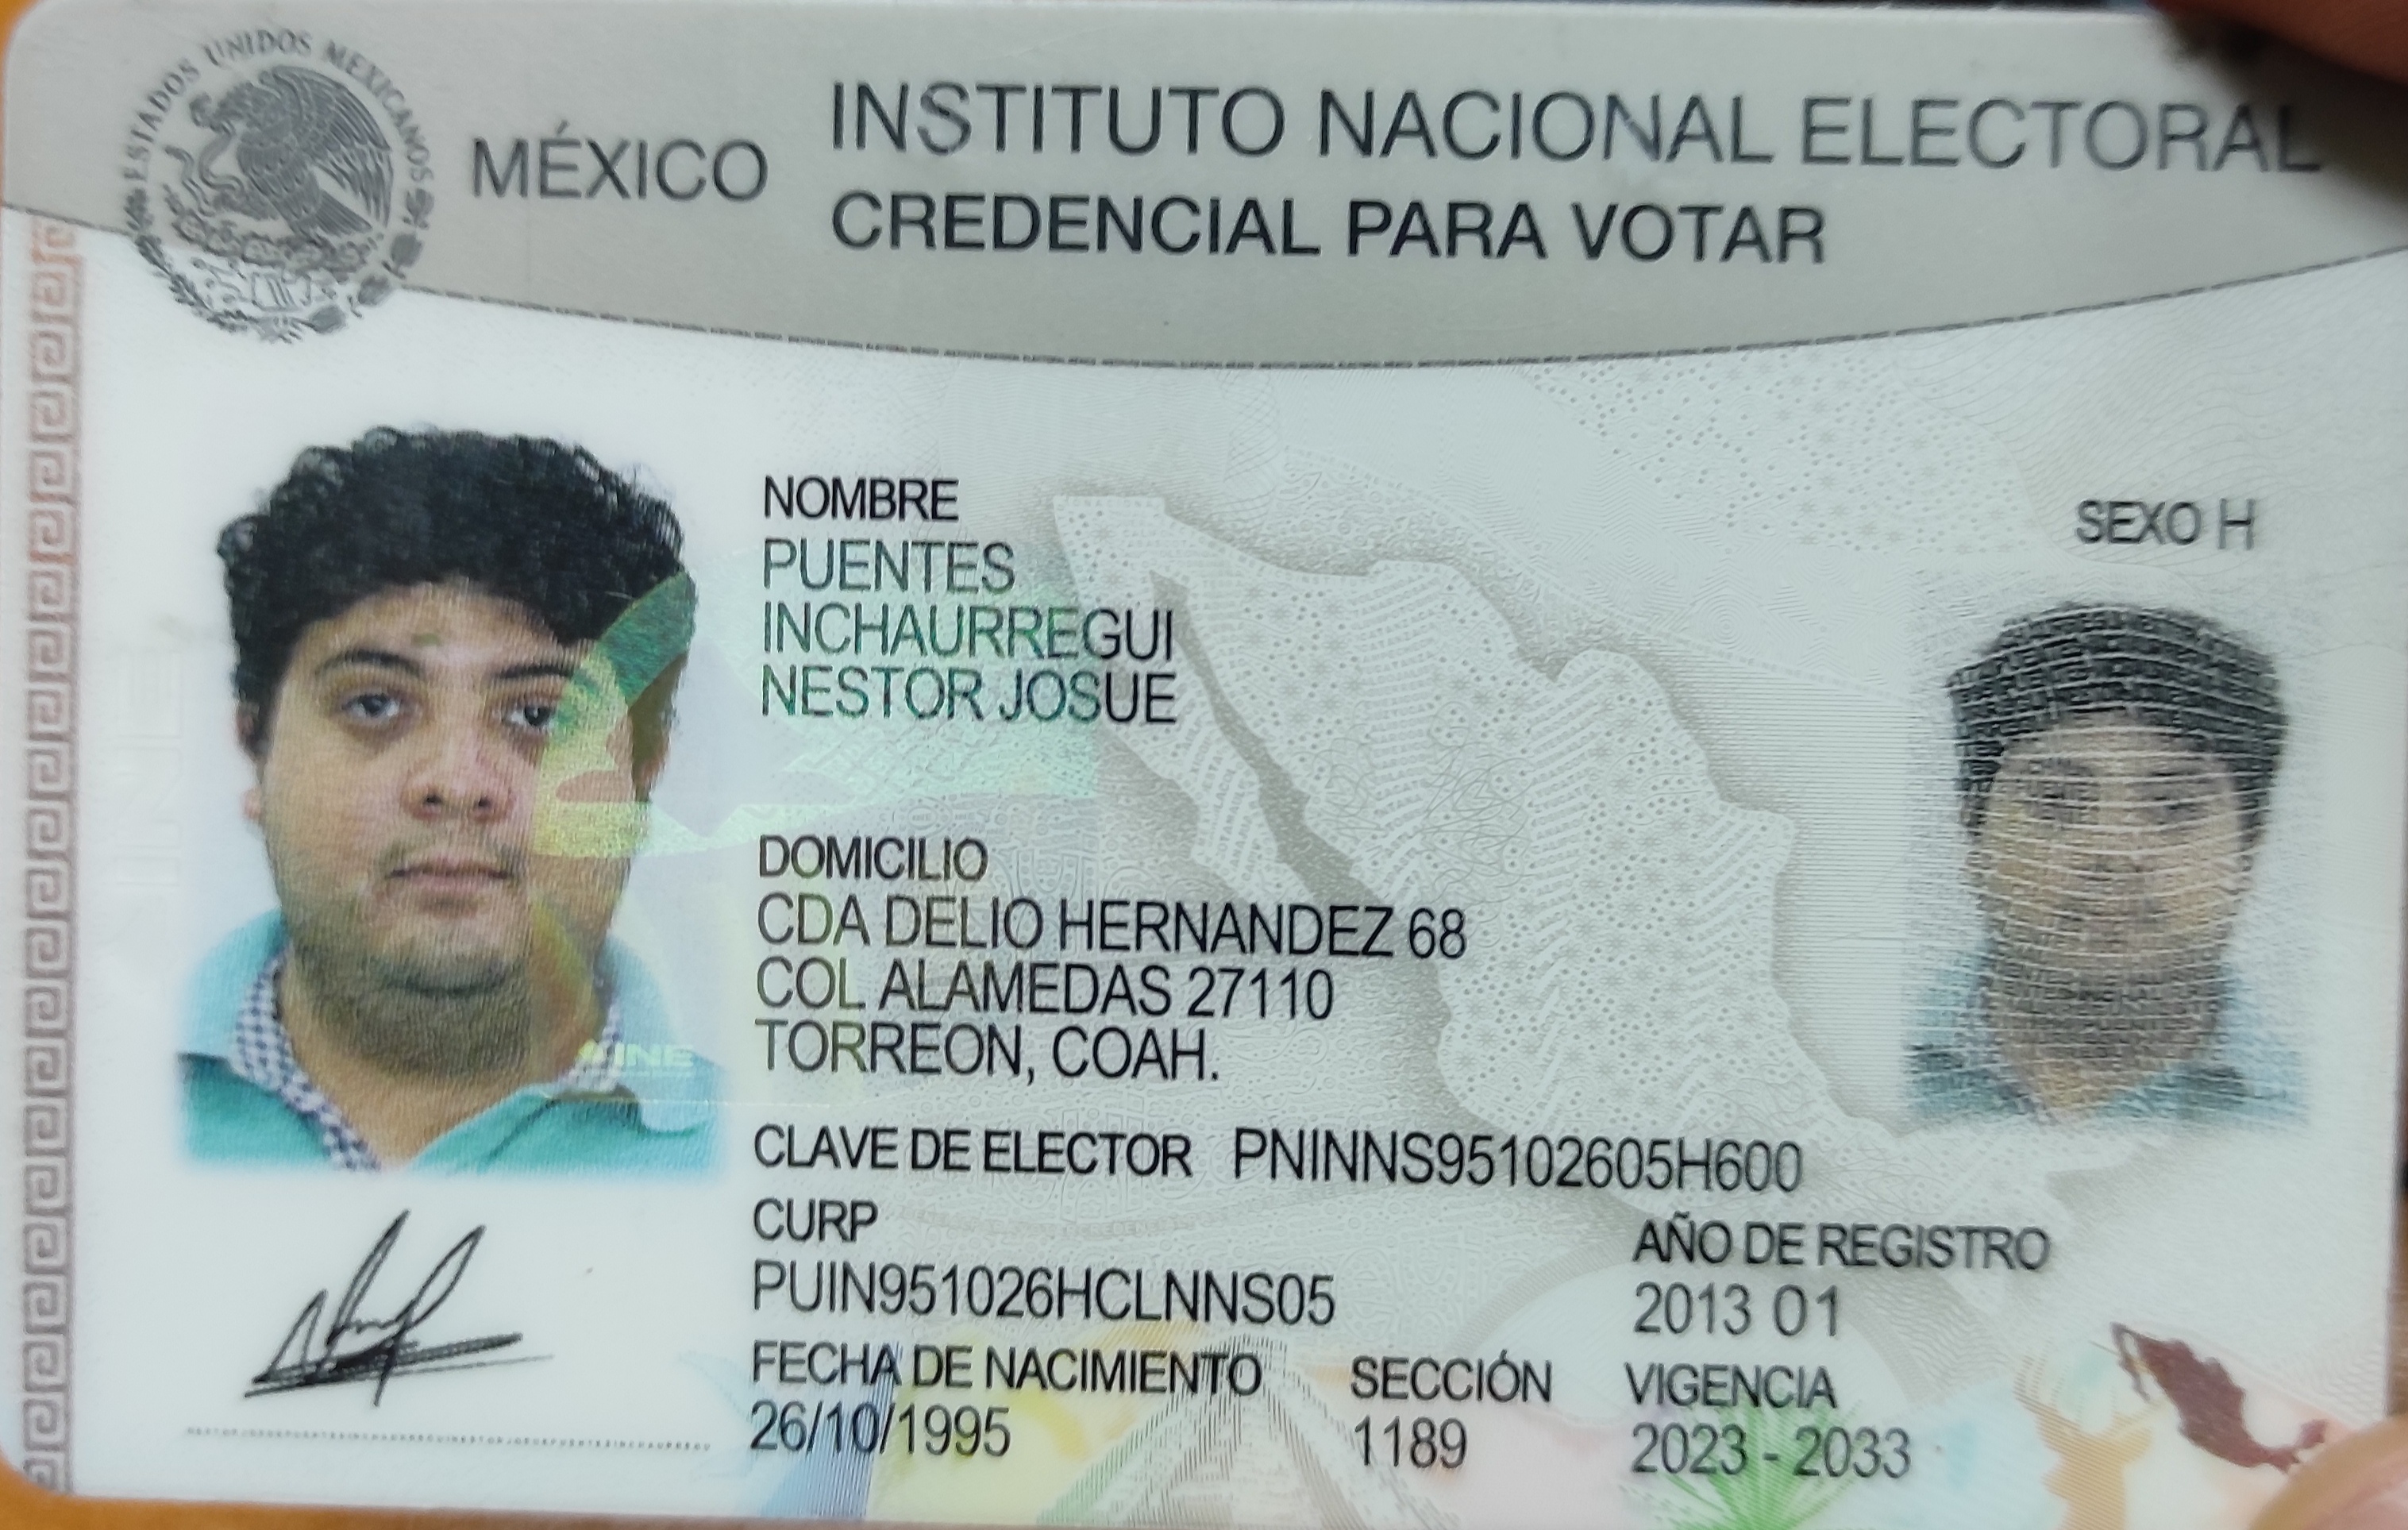 ESTADOS UNIDOS MEXICANOS
MÉXICO
INSTITUTO NACIONAL ELECTORAL
CREDENCIAL PARA VOTAR
NOMBRE
PUENTES
INCHAURREGUI
NESTOR JOSUE
SEXO H
DOMICILIO
CDA DELIO HERNANDEZ 68
COL ALAMEDAS 27110
TORREON, COAH.
INE
CLAVE DE ELECTOR PNINNS95102605H600
CURP
PUIN951026HCLNNS05
AÑO DE REGISTRO
2013 01
FECHA DE NACIMIENTO
26/10/1995
SECCIÓN
1189
VIGENCIA
2023 - 2033